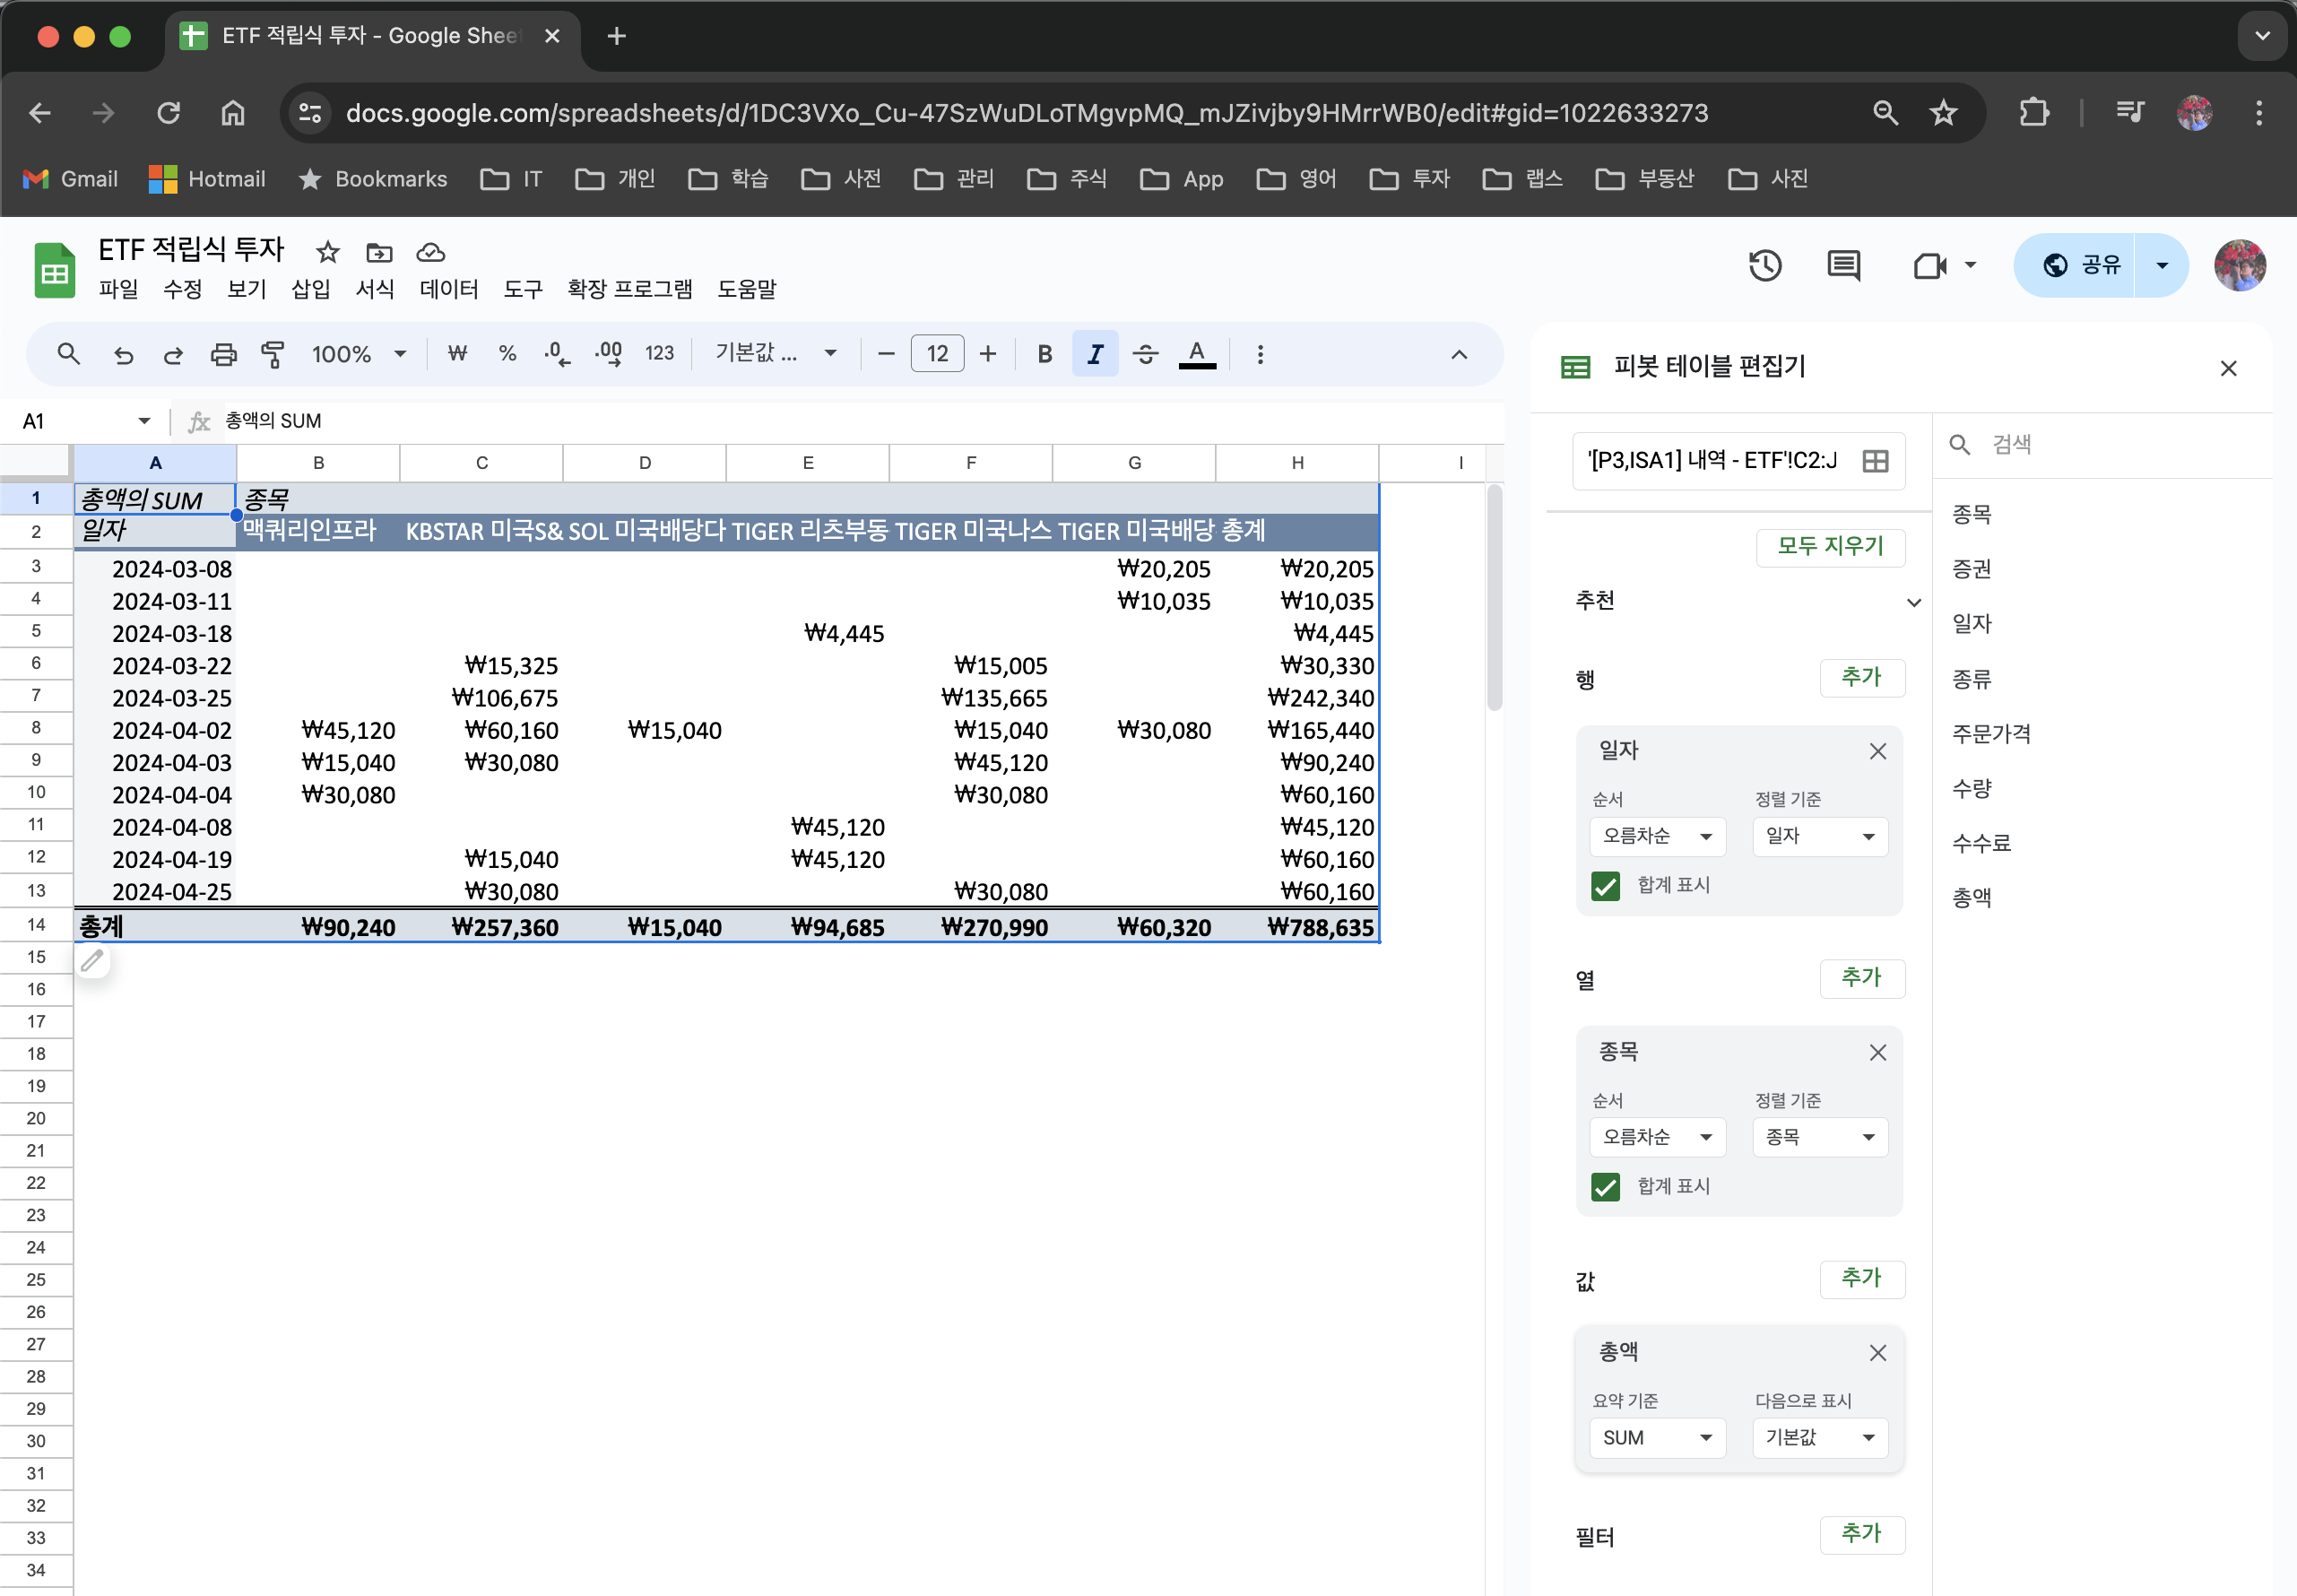 ETF 적립식 투자 - Google Shee
docs.google.com/spreadsheets/d/1DC3VXo_Cu-47SzWuDLoTMgvpMQ_mJZivjby9HMrrWB0/edit#gid=1022633273
Gmail Hotmail Bookmarks IT 개인 학습 사전 관리 주식 App 영어 투자 랩스 부동산 사진
ETF 적립식 투자
파일 수정 보기 삽입 서식 데이터 도구 확장 프로그램 도움말
공유
100% ₩ % .0 .00 123 기본값 ... 12 B I S A
A1 fx 총액의 SUM
A B C D E F G H I
1 총액의 SUM 종목
2 일자 맥쿼리인프라 KBSTAR 미국S& SOL 미국배당다 TIGER 리츠부동 TIGER 미국나스 TIGER 미국배당 총계
3 2024-03-08 ₩20,205 ₩20,205
4 2024-03-11 ₩10,035 ₩10,035
5 2024-03-18 ₩4,445 ₩4,445
6 2024-03-22 ₩15,325 ₩15,005 ₩30,330
7 2024-03-25 ₩106,675 ₩135,665 ₩242,340
8 2024-04-02 ₩45,120 ₩60,160 ₩15,040 ₩15,040 ₩30,080 ₩165,440
9 2024-04-03 ₩15,040 ₩30,080 ₩45,120 ₩90,240
10 2024-04-04 ₩30,080 ₩30,080 ₩60,160
11 2024-04-08 ₩45,120 ₩45,120
12 2024-04-19 ₩15,040 ₩45,120 ₩60,160
13 2024-04-25 ₩30,080 ₩30,080 ₩60,160
14 총계 ₩90,240 ₩257,360 ₩15,040 ₩94,685 ₩270,990 ₩60,320 ₩788,635
15
16
17
18
19
20
21
22
23
24
25
26
27
28
29
30
31
32
33
34
피봇 테이블 편집기
'[P3,ISA1] 내역 - ETF'!C2:J
모두 지우기
추천
행 추가
일자
순서 정렬 기준
오름차순 일자
합계 표시
열 추가
종목
순서 정렬 기준
오름차순 종목
합계 표시
값 추가
총액
요약 기준 다음으로 표시
SUM 기본값
필터 추가
검색
종목
증권
일자
종류
주문가격
수량
수수료
총액